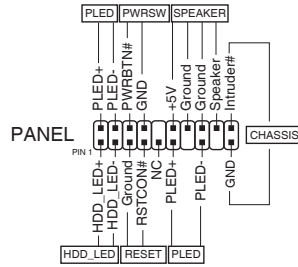 PLED PWRSW SPEAKER
PLED+
PLED-
PWRBTN#
GND
+5V
Ground
Ground
Speaker
Intruder#
PANEL
PIN 1
CHASSIS
HDD_LED+
HDD_LED-
Ground
RSTCON#
NC
PLED+
PLED-
GND
HDD_LED RESET PLED